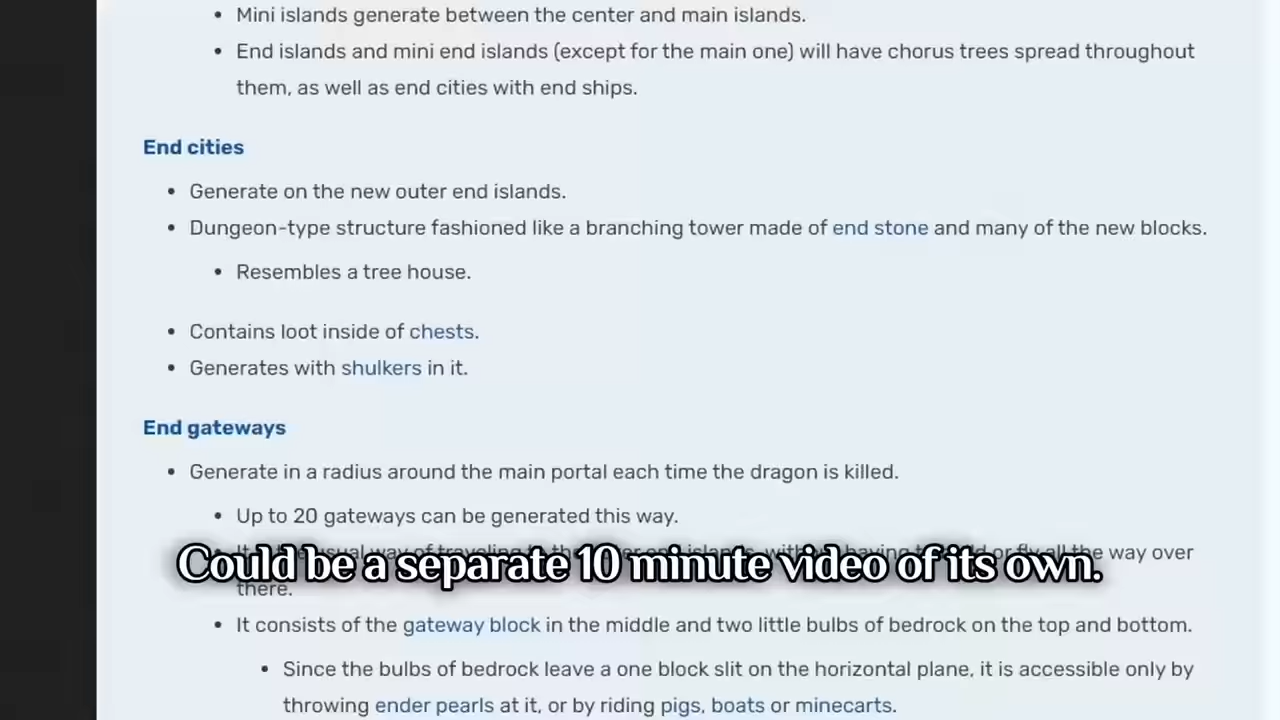 • Mini islands generate between the center and main islands.
• End islands and mini end islands (except for the main one) will have chorus trees spread throughout
them, as well as end cities with end ships.
End cities
• Generate on the new outer end islands.
• Dungeon-type structure fashioned like a branching tower made of end stone and many of the new blocks.
• Resembles a tree house.
• Contains loot inside of chests.
• Generates with shulkers in it.
End gateways
• Generate in a radius around the main portal each time the dragon is killed.
• Up to 20 gateways can be generated this way.
• usual way of traveling the way over
Could be a separate 10 minute video of its own.
there.
• It consists of the gateway block in the middle and two little bulbs of bedrock on the top and bottom.
• Since the bulbs of bedrock leave a one block slit on the horizontal plane, it is accessible only by
throwing ender pearls at it, or by riding pigs, boats or minecarts.